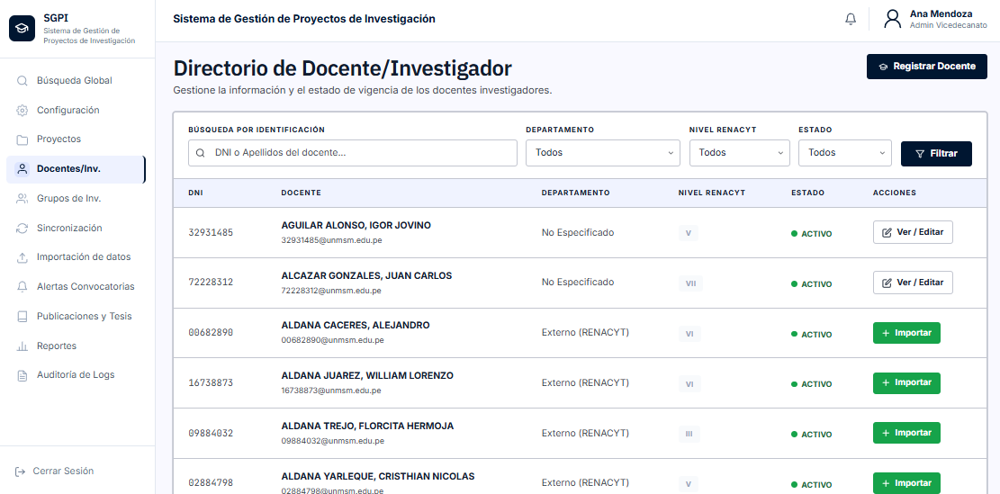 SGPI
Sistema de Gestión de
Proyectos de Investigación
Búsqueda Global
Configuración
Proyectos
Docentes/Inv.
Grupos de Inv.
Sincronización
Importación de datos
Alertas Convocatorias
Publicaciones y Tesis
Reportes
Auditoría de Logs
Cerrar Sesión
Sistema de Gestión de Proyectos de Investigación
Ana Mendoza
Admin Vicedecanato
Directorio de Docente/Investigador
Gestione la información y el estado de vigencia de los docentes investigadores.
Registrar Docente
BÚSQUEDA POR IDENTIFICACIÓN DEPARTAMENTO NIVEL RENACYT ESTADO
DNI o Apellidos del docente... Todos Todos Todos Filtrar
DNI DOCENTE DEPARTAMENTO NIVEL RENACYT ESTADO ACCIONES
32931485 AGUILAR ALONSO, IGOR JOVINO No Especificado V ACTIVO Ver / Editar
32931485@unmsm.edu.pe
72228312 ALCAZAR GONZALES, JUAN CARLOS No Especificado VII ACTIVO Ver / Editar
72228312@unmsm.edu.pe
00682890 ALDANA CACERES, ALEJANDRO Externo (RENACYT) VI ACTIVO Importar
00682890@unmsm.edu.pe
16738873 ALDANA JUAREZ, WILLIAM LORENZO Externo (RENACYT) VI ACTIVO Importar
16738873@unmsm.edu.pe
09884032 ALDANA TREJO, FLORCITA HERMOJA Externo (RENACYT) III ACTIVO Importar
09884032@unmsm.edu.pe
02884798 ALDANA YARLEQUE, CRISTHIAN NICOLAS Externo (RENACYT) V ACTIVO Importar
02884798@unmsm.edu.pe